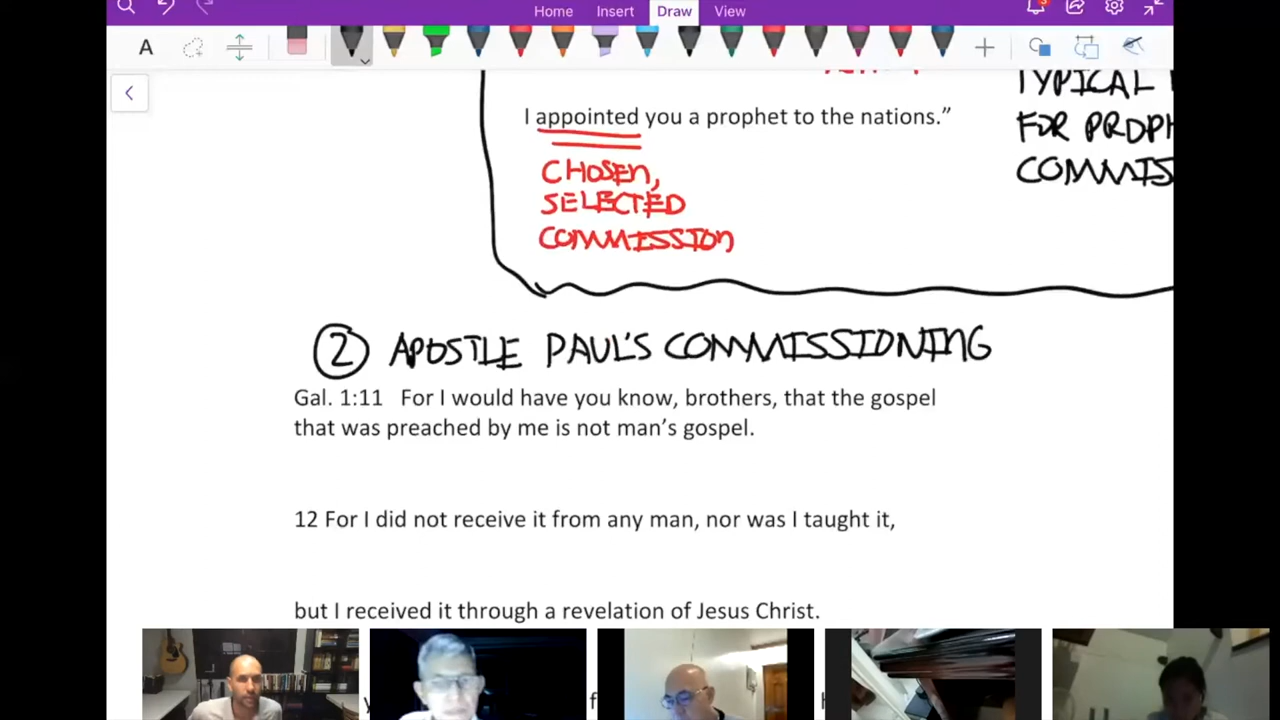 Home Insert Draw View
A
TYPICAL
I appointed you a prophet to the nations.”
FOR PROPH
CHOSEN,
COMMIS
SELECTED
COMMISSION
2 APOSTLE PAUL'S COMMISSIONING
Gal. 1:11 For I would have you know, brothers, that the gospel
that was preached by me is not man’s gospel.
12 For I did not receive it from any man, nor was I taught it,
but I received it through a revelation of Jesus Christ.